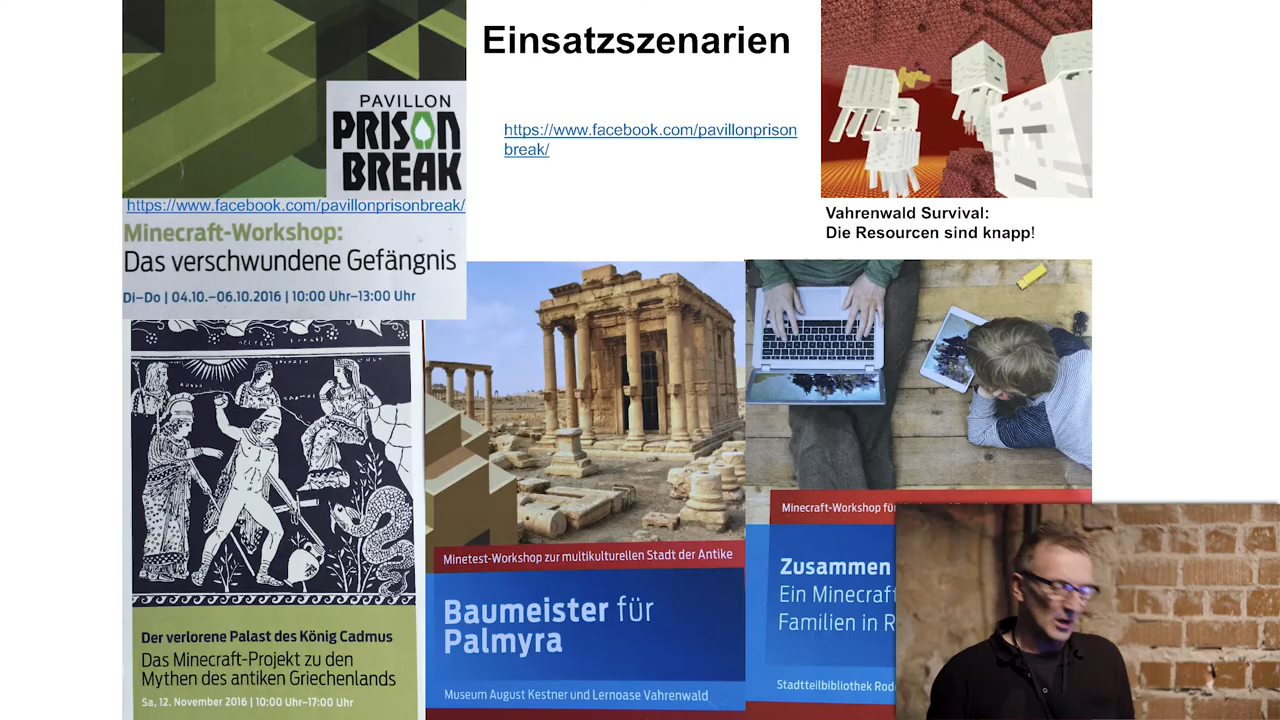 Einsatzszenarien
PAVILLON
PRISON
BREAK
https://www.facebook.com/pavillonprisonbreak/
Minecraft-Workshop:
Das verschwundene Gefängnis
Di–Do | 04.10.–06.10.2016 | 10:00 Uhr–13:00 Uhr
https://www.facebook.com/pavillonprison
break/
Vahrenwald Survival:
Die Resourcen sind knapp!
Der verlorene Palast des König Cadmus
Das Minecraft-Projekt zu den
Mythen des antiken Griechenlands
Sa, 12. November 2016 | 10:00 Uhr–17:00 Uhr
Minetest-Workshop zur multikulturellen Stadt der Antike
Baumeister für
Palmyra
Museum August Kestner und Lernoase Vahrenwald
Minecraft-Workshop fü
Zusammen
Ein Minecraft
Familien in R
Stadtteilbibliothek Rod